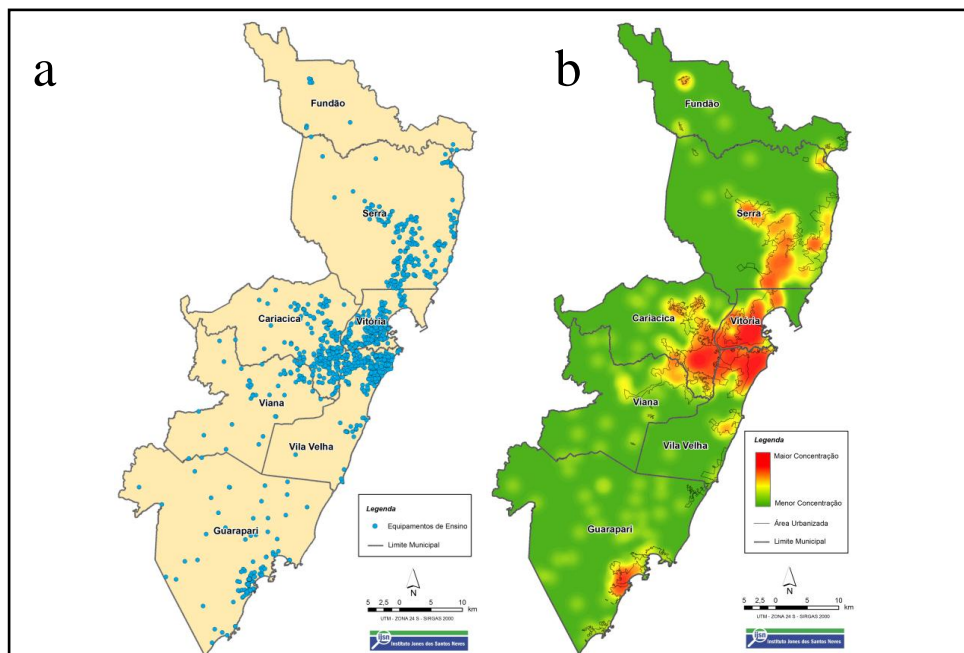 a
Fundão
Serra
Cariacica
Vitória
Viana
Vila Velha
Guarapari
Legenda
Equipamentos de Ensino
Limite Municipal
N
5 2,5 0 5 10
km
UTM - ZONA 24 S - SIRGAS 2000
ijsn Instituto Jones dos Santos Neves
b
Fundão
Serra
Cariacica
Vitória
Viana
Vila Velha
Guarapari
Legenda
Maior Concentração
Menor Concentração
Área Urbanizada
Limite Municipal
N
5 2,5 0 5 10
km
UTM - ZONA 24 S - SIRGAS 2000
ijsn Instituto Jones dos Santos Neves